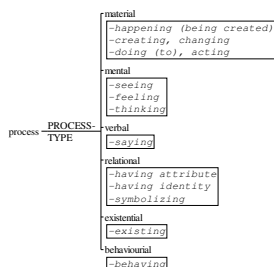 material
-happening (being created)
-creating, changing
-doing (to), acting
mental
-seeing
-feeling
-thinking
process PROCESS-TYPE
verbal
-saying
relational
-having attribute
-having identity
-symbolizing
existential
-existing
behaviourial
-behaving